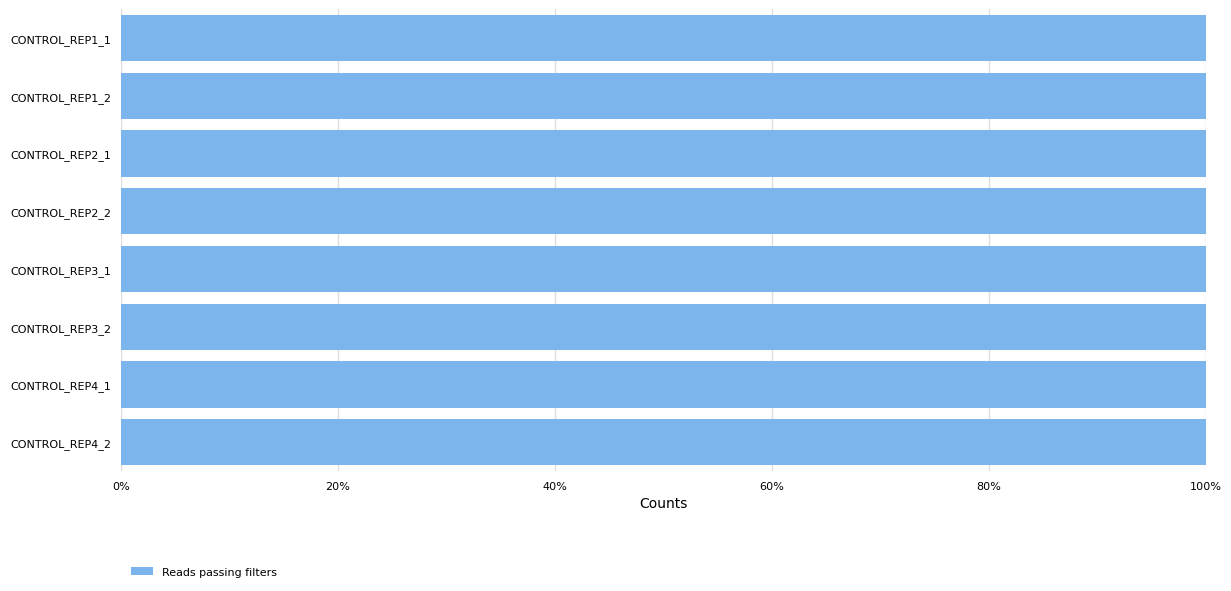 CONTROL_REP1_1
CONTROL_REP1_2
CONTROL_REP2_1
CONTROL_REP2_2
CONTROL_REP3_1
CONTROL_REP3_2
CONTROL_REP4_1
CONTROL_REP4_2
0% 20% 40% 60% 80% 100%
Counts
Reads passing filters